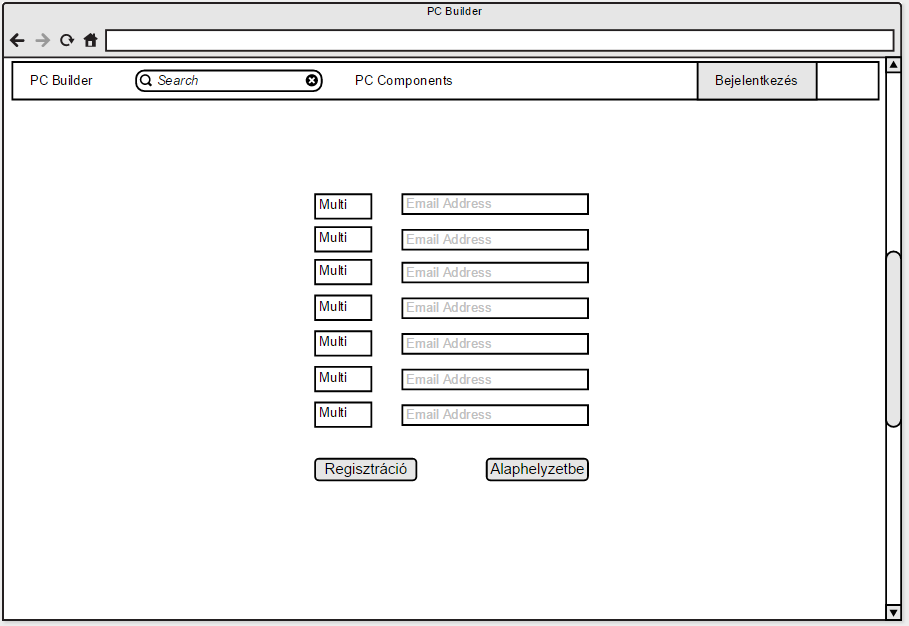 PC Builder
PC Builder Search PC Components Bejelentkezés
Multi Email Address
Multi Email Address
Multi Email Address
Multi Email Address
Multi Email Address
Multi Email Address
Multi Email Address
Regisztráció Alaphelyzetbe